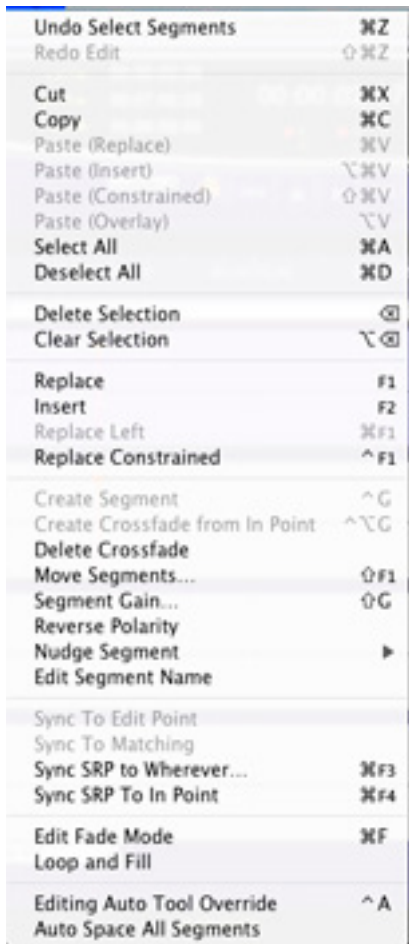 Undo Select Segments ⌘Z
Redo Edit ⇧⌘Z
Cut ⌘X
Copy ⌘C
Paste (Replace) ⌘V
Paste (Insert) ⌥⌘V
Paste (Constrained) ⇧⌘V
Paste (Overlay) ⌥V
Select All ⌘A
Deselect All ⌘D
Delete Selection ⌫
Clear Selection ⌥⌫
Replace F1
Insert F2
Replace Left ⌘F1
Replace Constrained ^F1
Create Segment ^G
Create Crossfade from In Point ^⌥G
Delete Crossfade
Move Segments... ⇧F1
Segment Gain... ⇧G
Reverse Polarity
Nudge Segment ▶
Edit Segment Name
Sync To Edit Point
Sync To Matching
Sync SRP to Wherever... ⌘F3
Sync SRP To In Point ⌘F4
Edit Fade Mode ⌘F
Loop and Fill
Editing Auto Tool Override ^A
Auto Space All Segments